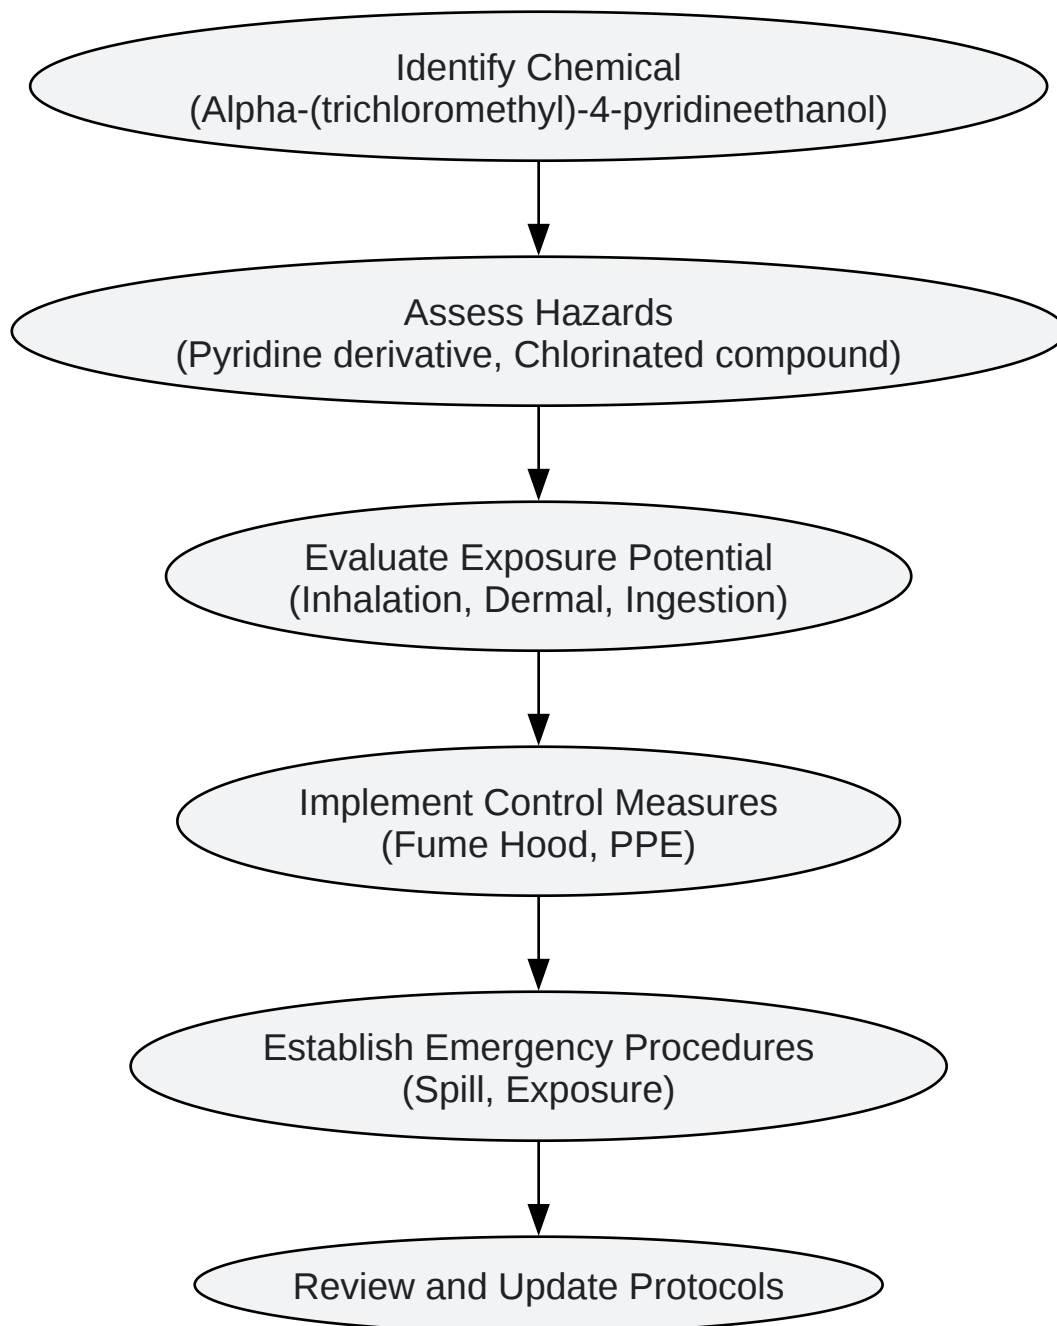 Identify Chemical
(Alpha-(trichloromethyl)-4-pyridineethanol)
Assess Hazards
(Pyridine derivative, Chlorinated compound)
Evaluate Exposure Potential
(Inhalation, Dermal, Ingestion)
Implement Control Measures
(Fume Hood, PPE)
Establish Emergency Procedures
(Spill, Exposure)
Review and Update Protocols